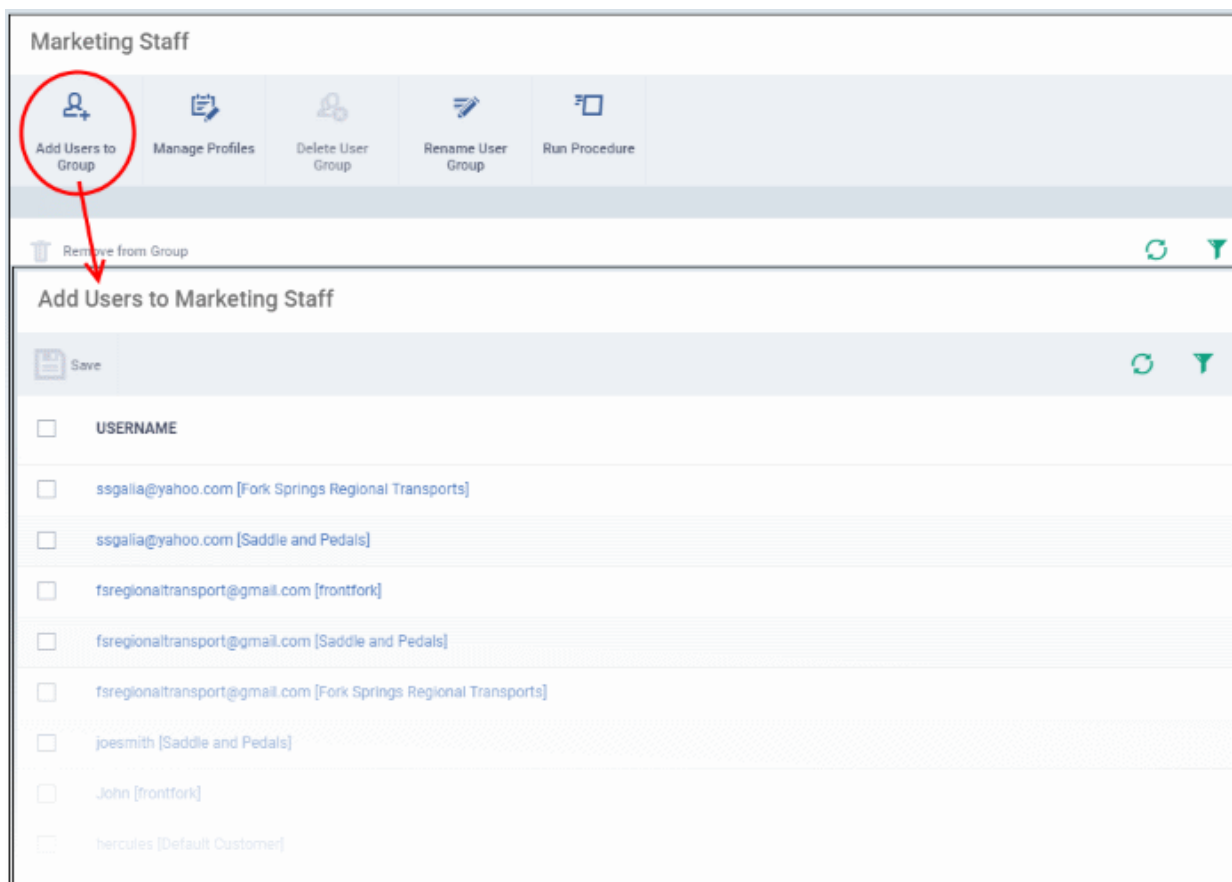 Marketing Staff
Add Users to
Group
Manage Profiles
Delete User
Group
Rename User
Group
Run Procedure
Remove from Group
Add Users to Marketing Staff
Save
USERNAME
ssgalia@yahoo.com [Fork Springs Regional Transports]
ssgalia@yahoo.com [Saddle and Pedals]
fsregionaltransport@gmail.com [frontfork]
fsregionaltransport@gmail.com [Saddle and Pedals]
fsregionaltransport@gmail.com [Fork Springs Regional Transports]
joesmith [Saddle and Pedals]
John [frontfork]
hercules [Default Customer]